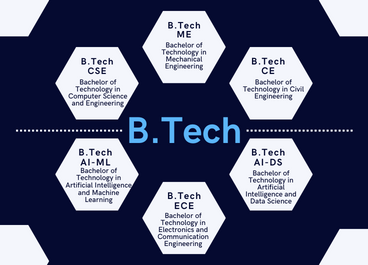 B.Tech
ME
Bachelor of
Technology in
Mechanical
Engineering
B.Tech
CSE
Bachelor of
Technology in
Computer Science
and Engineering
B.Tech
CE
Bachelor of
Technology in Civil
Engineering
B.Tech
B.Tech
AI-ML
Bachelor of
Technology in
Artificial Intelligence
and Machine
Learning
B.Tech
AI-DS
Bachelor of
Technology in
Artificial
Intelligence and
Data Science
B.Tech
ECE
Bachelor of
Technology in
Electronics and
Communication
Engineering